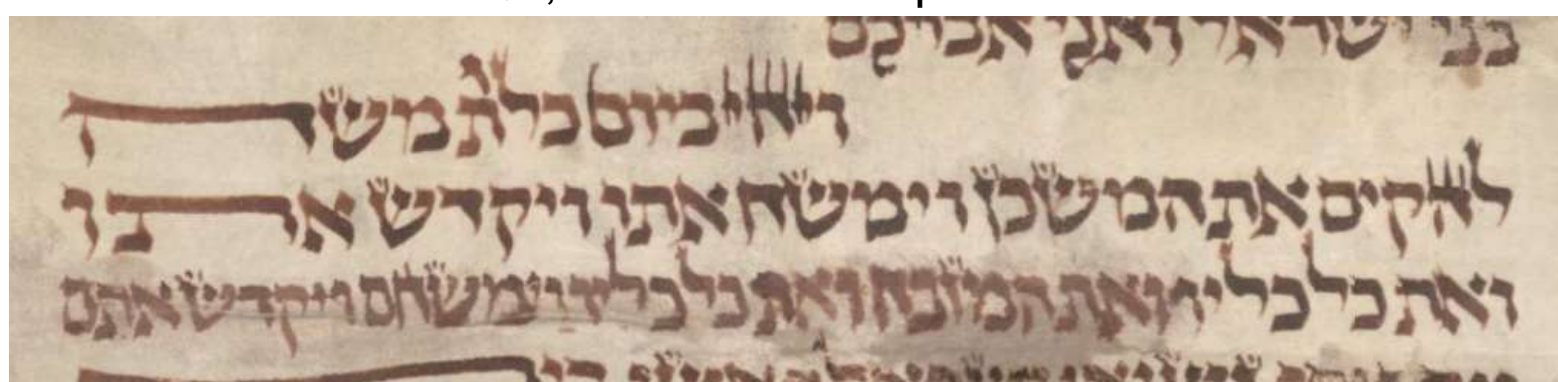 בני ישראל ואני אברכם
ויהי ביום כלת משה
להקים את המשכן וימשח אתו ויקדש אתו
ואת כל כליו ואת המזבח ואת כל כליו וימשחם ויקדש אתם